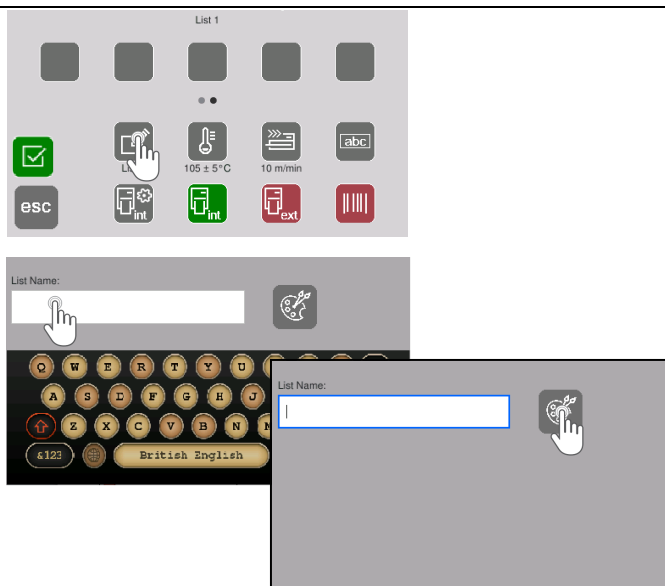 List 1
abc
105 ± 5°C
10 m/min
esc
int
int
ext
List Name:
Q W E R T Y U
A S D F G H J
Z X C V B N
&123
British English
List Name: